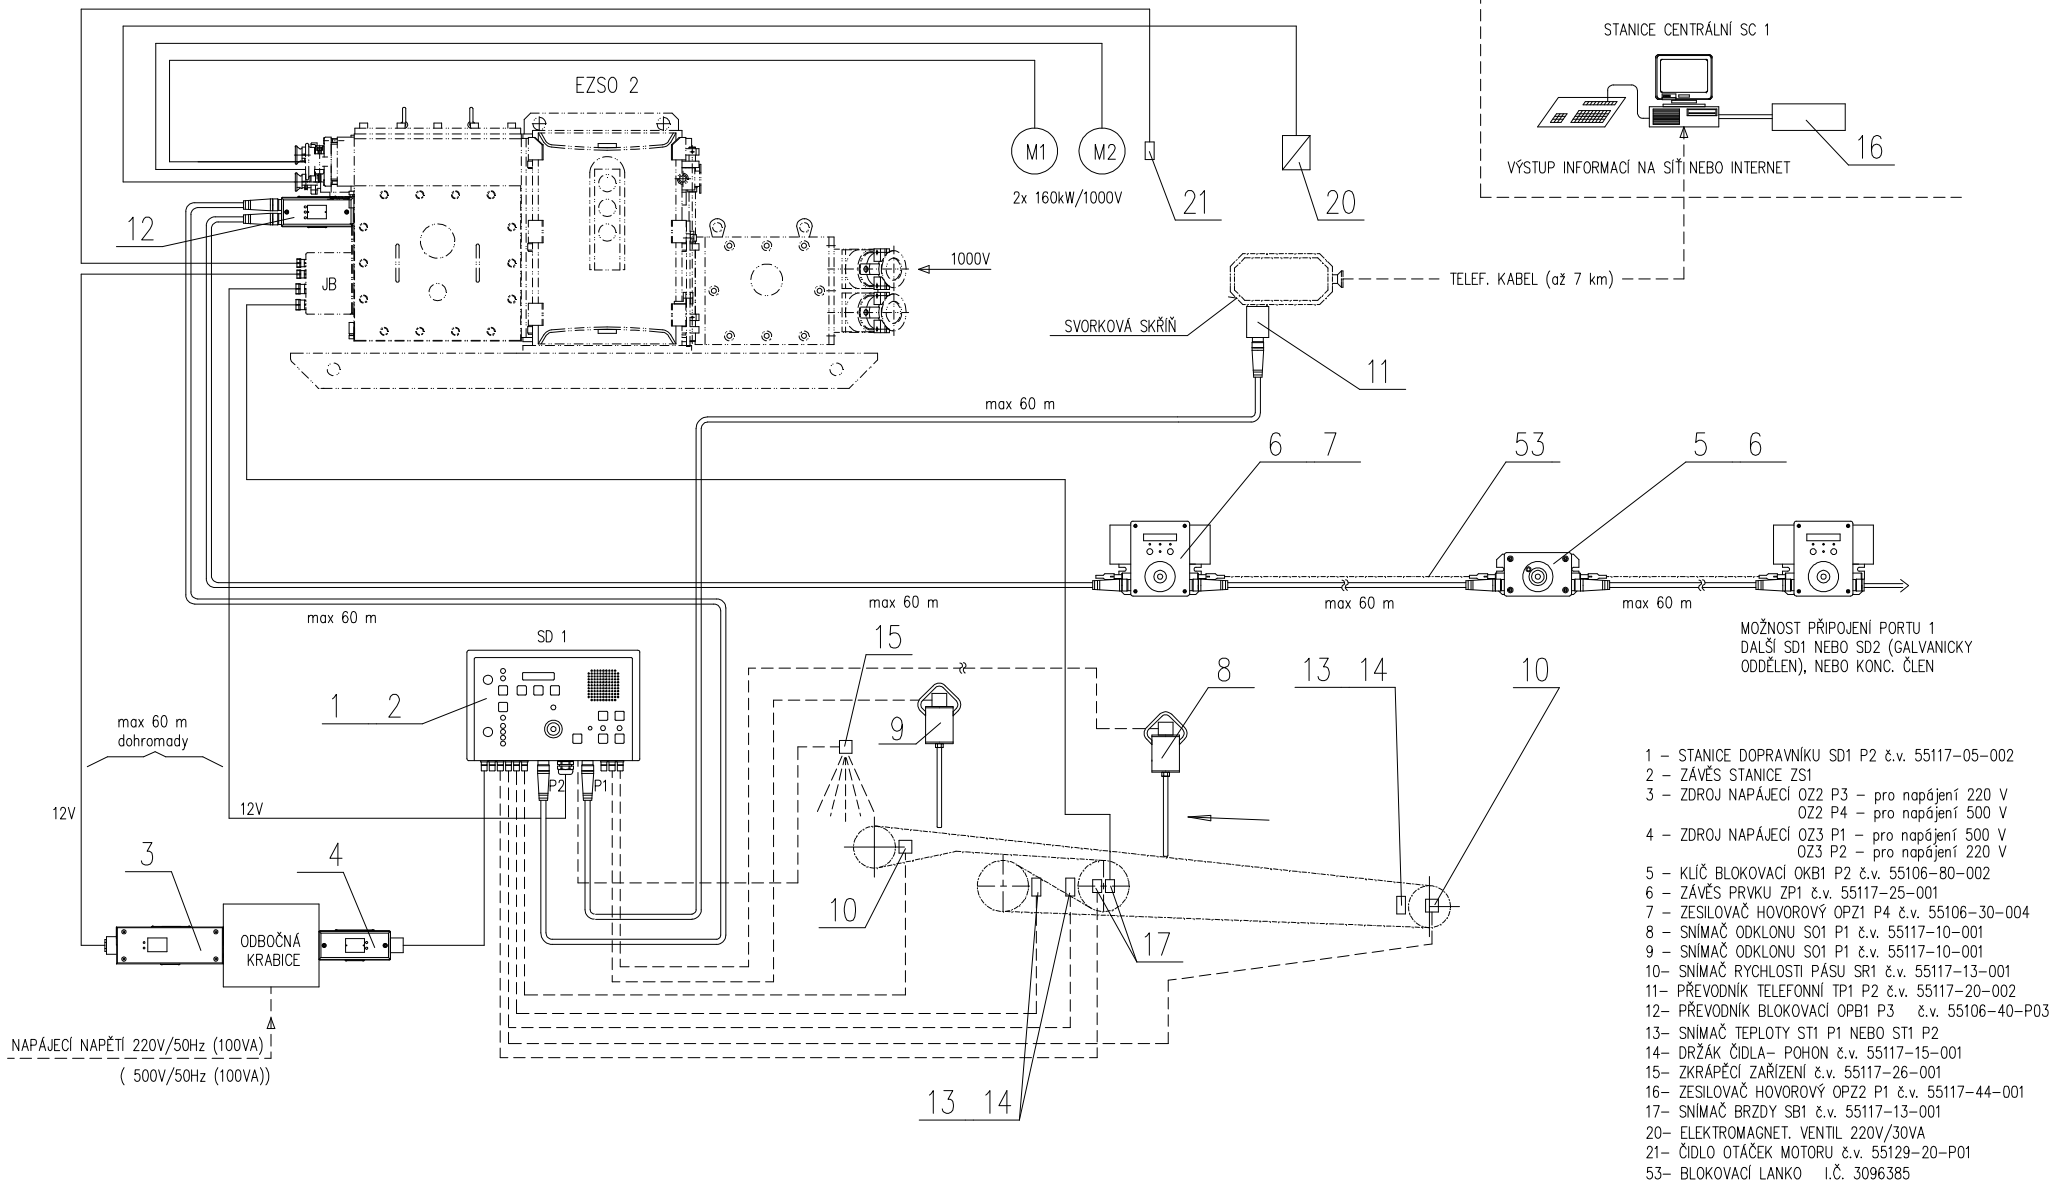 STANICE CENTRÁLNÍ SC 1
16
VÝSTUP INFORMACÍ NA SÍŤ NEBO INTERNET
EZSO 2
M1
M2
2x 160kW/1000V
21
20
12
JB
1000V
TELEF. KABEL (až 7 km)
SVORKOVÁ SKŘÍŇ
11
max 60 m
6 7
53
5 6
max 60 m
max 60 m
max 60 m
max 60 m
MOŽNOST PŘIPOJENÍ PORTU 1
DALŠÍ SD1 NEBO SD2 (GALVANICKY
ODDĚLEN), NEBO KONC. ČLEN
SD 1
15
1 2
9
8
13 14
10
max 60 m
dohromady
P2
P1
12V
12V
3
4
ODBOČNÁ
KRABICE
10
17
13 14
NAPÁJECÍ NAPĚTÍ 220V/50Hz (100VA)
( 500V/50Hz (100VA))
1 – STANICE DOPRAVNÍKU SD1 P2 č.v. 55117–05–002
2 – ZÁVĚS STANICE ZS1
3 – ZDROJ NAPÁJECÍ OZ2 P3 – pro napájení 220 V
OZ2 P4 – pro napájení 500 V
4 – ZDROJ NAPÁJECÍ OZ3 P1 – pro napájení 500 V
OZ3 P2 – pro napájení 220 V
5 – KLÍČ BLOKOVACÍ OKB1 P2 č.v. 55106–80–002
6 – ZÁVĚS PRVKU ZP1 č.v. 55117–25–001
7 – ZESILOVAČ HOVOROVÝ OPZ1 P4 č.v. 55106–30–004
8 – SNÍMAČ ODKLONU SO1 P1 č.v. 55117–10–001
9 – SNÍMAČ ODKLONU SO1 P1 č.v. 55117–10–001
10– SNÍMAČ RYCHLOSTI PÁSU SR1 č.v. 55117–13–001
11– PŘEVODNÍK TELEFONNÍ TP1 P2 č.v. 55117–20–002
12– PŘEVODNÍK BLOKOVACÍ OPB1 P3 č.v. 55106–40–P03
13– SNÍMAČ TEPLOTY ST1 P1 NEBO ST1 P2
14– DRŽÁK ČIDLA– POHON č.v. 55117–15–001
15– ZKRÁPĚCÍ ZAŘÍZENÍ č.v. 55117–26–001
16– ZESILOVAČ HOVOROVÝ OPZ2 P1 č.v. 55117–44–001
17– SNÍMAČ BRZDY SB1 č.v. 55117–13–001
20– ELEKTROMAGNET. VENTIL 220V/30VA
21– ČIDLO OTÁČEK MOTORU č.v. 55129–20–P01
53– BLOKOVACÍ LANKO I.Č. 3096385